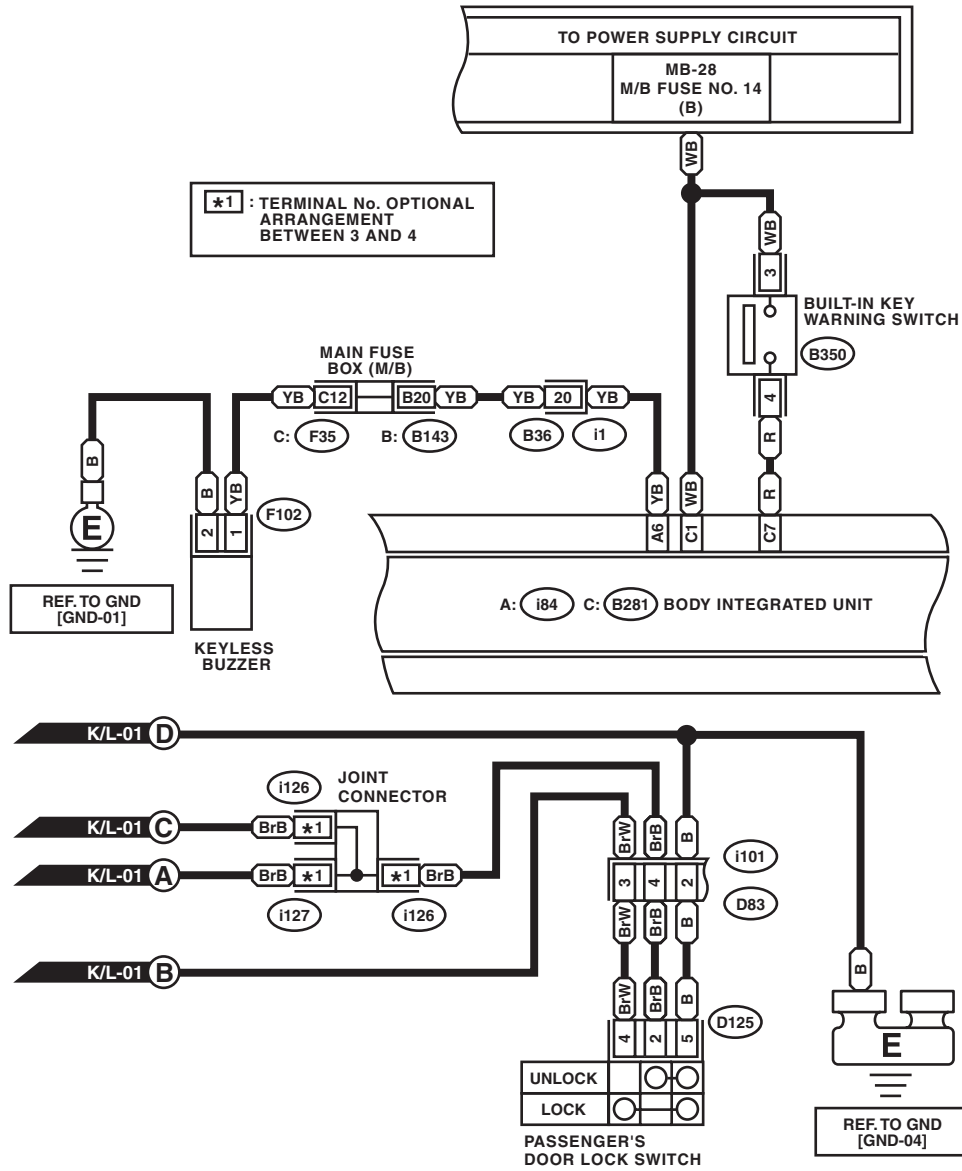 TO POWER SUPPLY CIRCUIT
MB-28
M/B FUSE NO. 14
(B)
WB
*1 : TERMINAL No. OPTIONAL
ARRANGEMENT
BETWEEN 3 AND 4
WB
3
BUILT-IN KEY
WARNING SWITCH
B350
4
R
MAIN FUSE
BOX (M/B)
YB C12 B20 YB YB 20 YB
C: F35 B: B143 B36 i1
B
B YB
2 1
F102
E
REF. TO GND
[GND-01]
KEYLESS
BUZZER
YB WB R
A6 C1 C7
A: i84 C: B281 BODY INTEGRATED UNIT
K/L-01 D
i126 JOINT
CONNECTOR
K/L-01 C BrB *1
K/L-01 A BrB *1 *1 BrB
i127 i126
K/L-01 B
BrW BrB B
i101
3 4 2
D83
BrW BrB B
BrW BrB B
4 2 5
D125
UNLOCK
LOCK
PASSENGER'S
DOOR LOCK SWITCH
B
E
REF. TO GND
[GND-04]